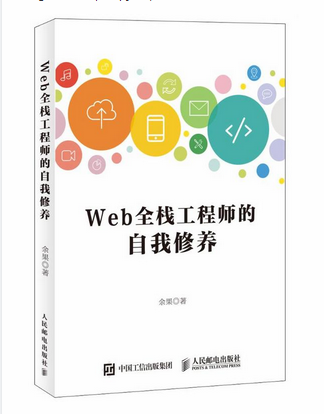 Web全栈工程师的自我修养
余果◎著
人民邮电出版社
Web全栈工程师的
自我修养
余果◎著
中国工信出版集团
人民邮电出版社
POSTS & TELECOM PRESS